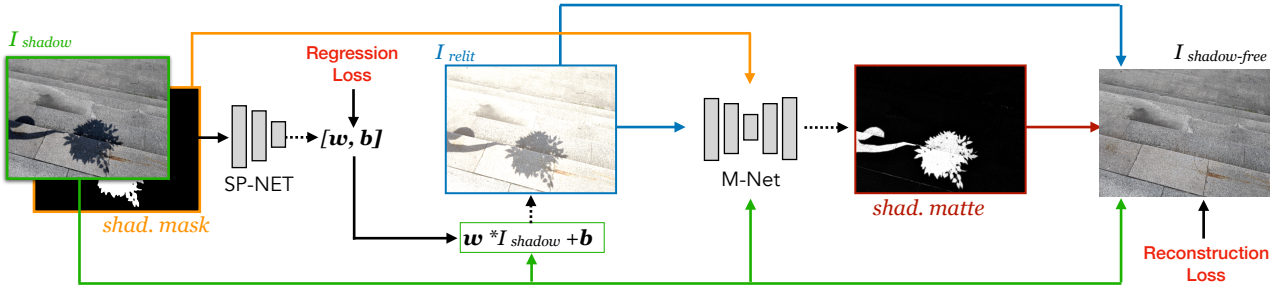 I shadow
shad. mask
SP-NET
Regression
Loss
[w, b]
I relit
w *I shadow +b
M-Net
shad. matte
I shadow-free
Reconstruction
Loss